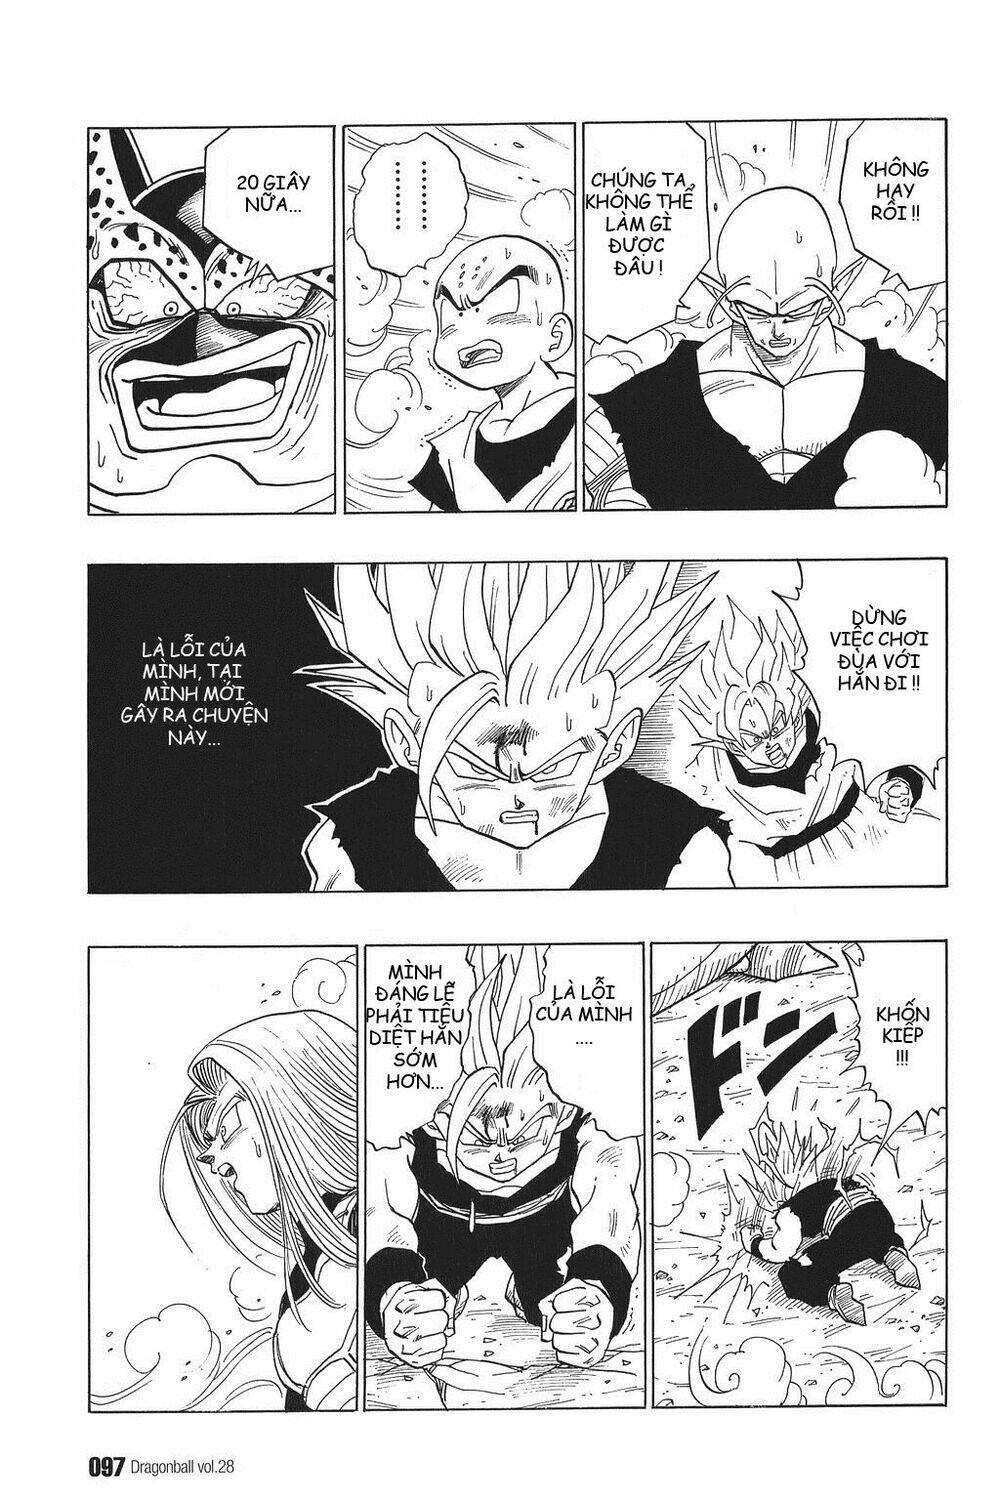 KHÔNG
HAY
RỒI !!
CHÚNG TA
KHÔNG THỂ
LÀM GÌ
ĐƯỢC
ĐÂU !
.......
.......
20 GIÂY
NỮA...
DỪNG
VIỆC CHƠI
ĐÙA VỚI
HẮN ĐI !!
LÀ LỖI CỦA
MÌNH, TẠI
MÌNH MỚI
GÂY RA CHUYỆN
NÀY...
KHỐN
KIẾP
!!!
ドン
LÀ LỖI
CỦA MÌNH
....
MÌNH
ĐÁNG LẼ
PHẢI TIÊU
DIỆT HẮN
SỚM
HƠN...
097 Dragonball vol.28